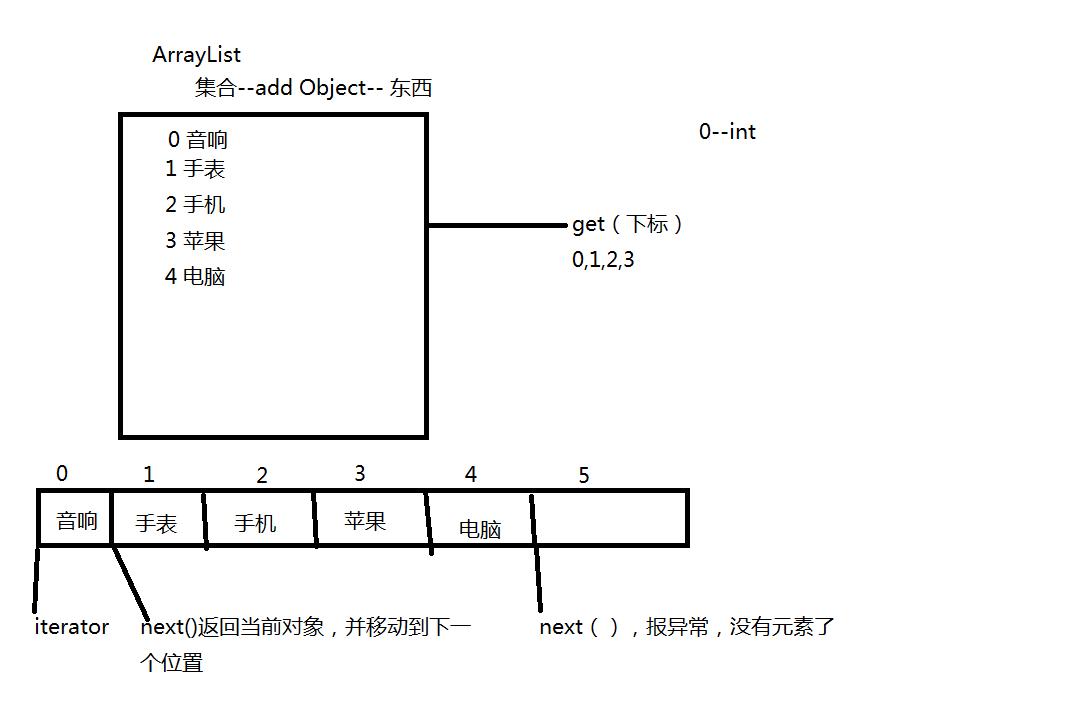 ArrayList
集合--add Object-- 东西
0 音响
1 手表
2 手机
3 苹果
4 电脑
0--int
get（下标）
0,1,2,3
0 1 2 3 4 5
音响 手表 手机 苹果 电脑
iterator
next()返回当前对象，并移动到下一
个位置
next（），报异常，没有元素了